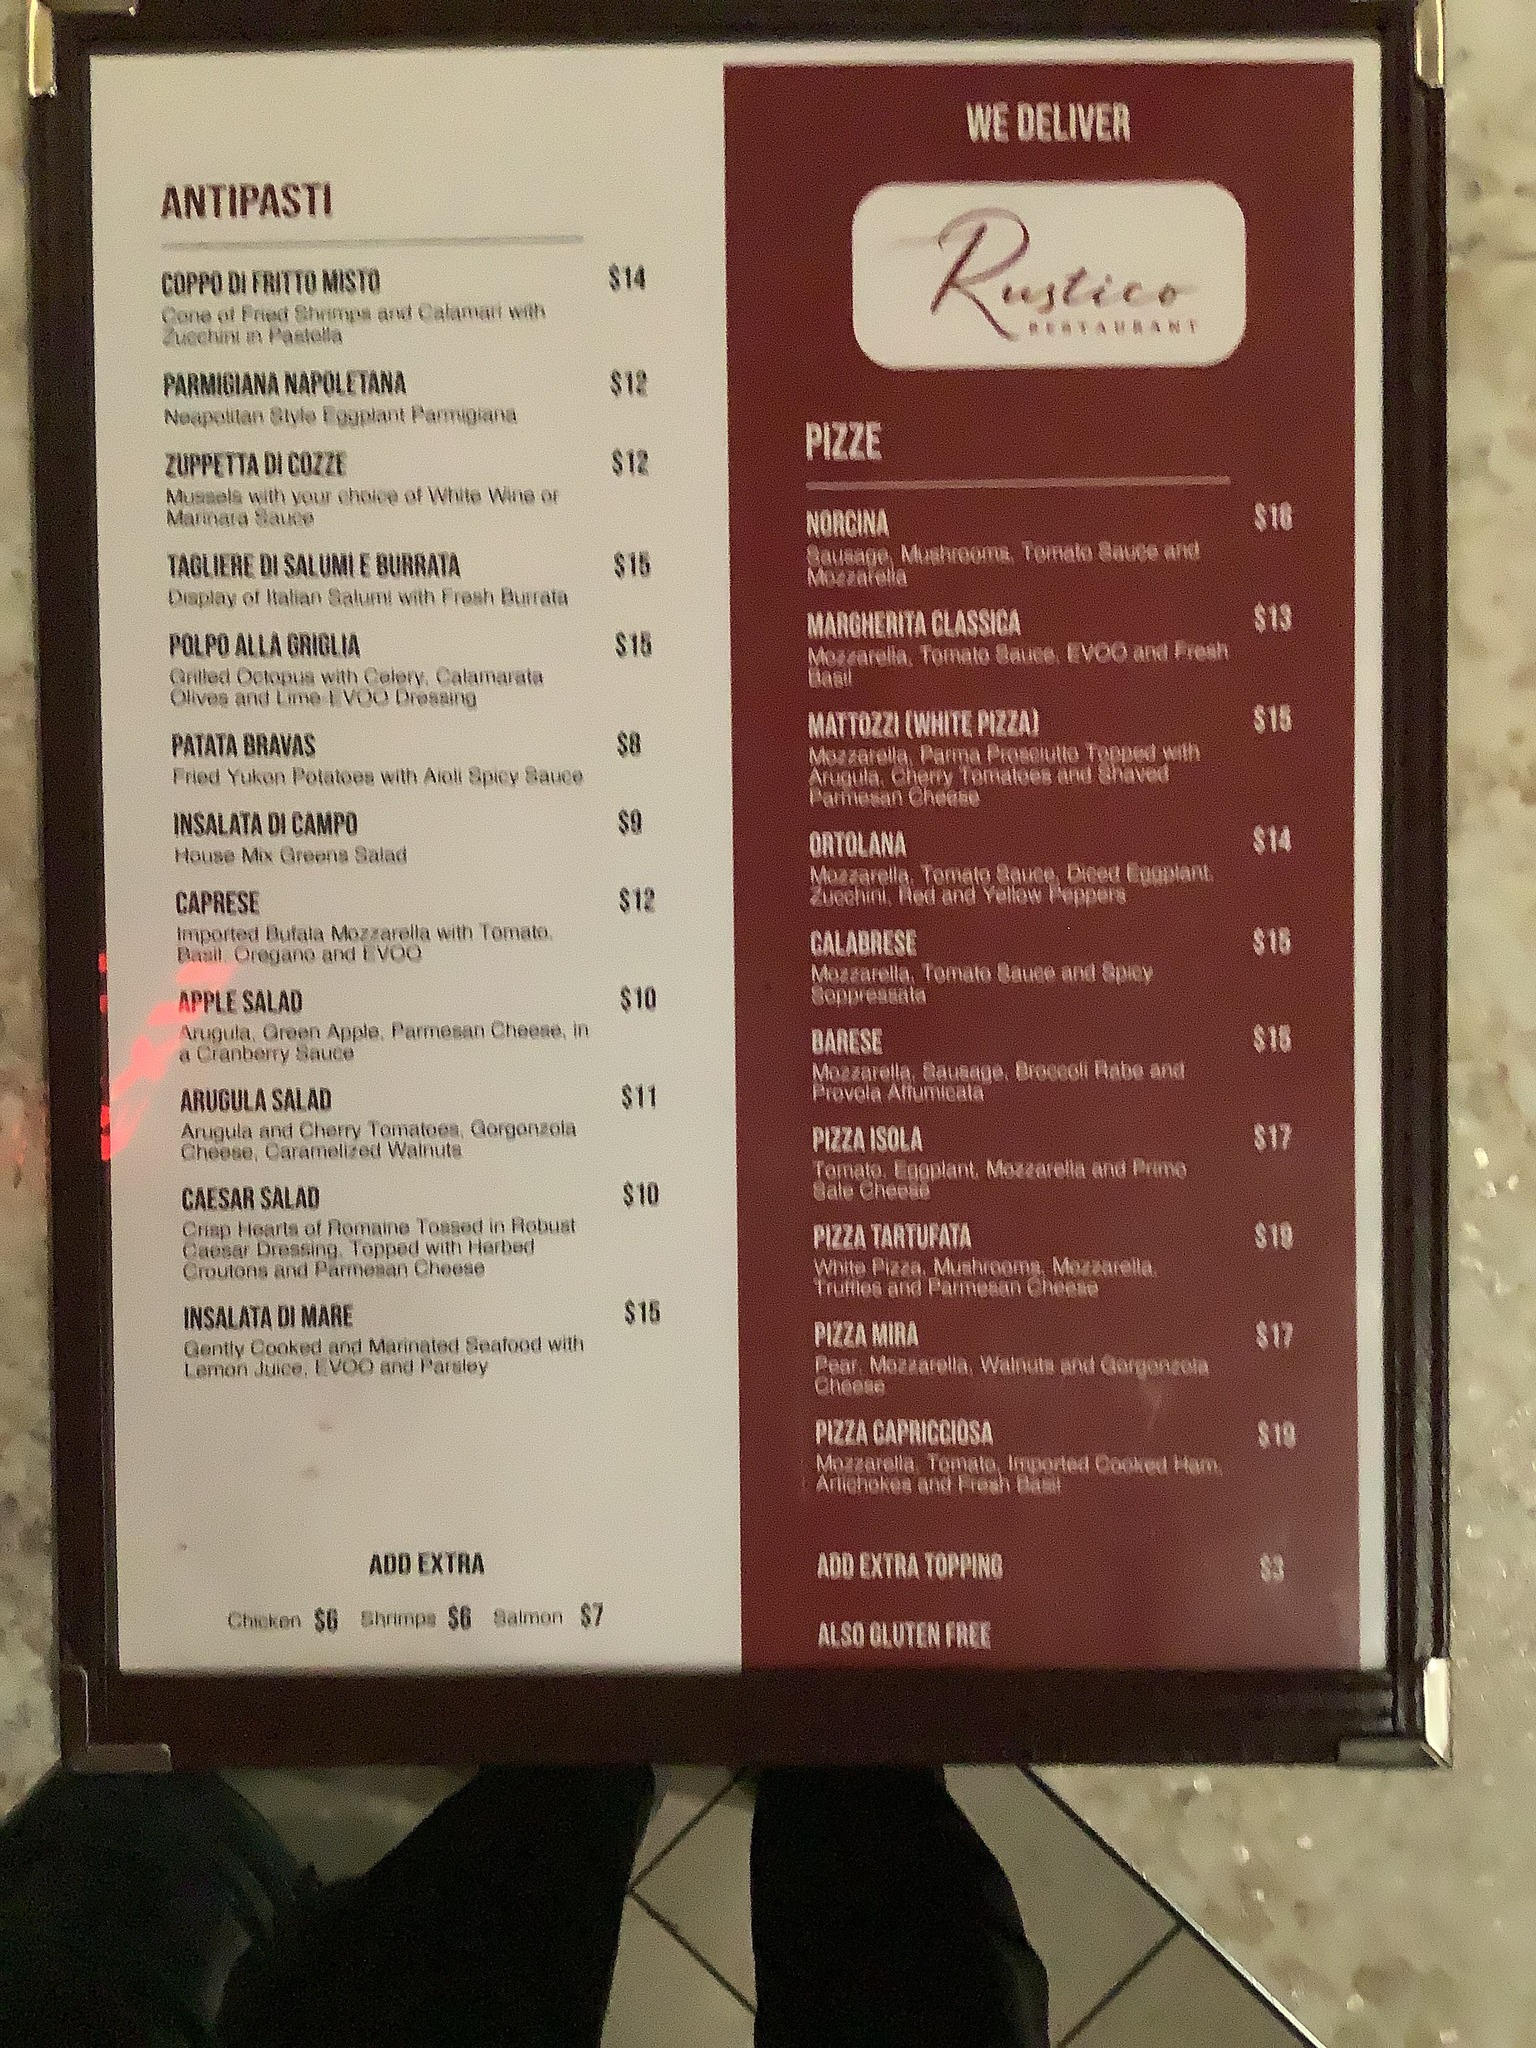 ANTIPASTI
COPPO DI FRITTO MISTO $14
Cone of Fried Shrimps and Calamari with
Zucchini in Pastella
PARMIGIANA NAPOLETANA $12
Neapolitan Style Eggplant Parmigiana
ZUPPETTA DI COZZE $12
Mussels with your choice of White Wine or
Marinara Sauce
TAGLIERE DI SALUMI E BURRATA $15
Display of Italian Salumi with Fresh Burrata
POLPO ALLA GRIGLIA $15
Grilled Octopus with Celery, Calamarata
Olives and Lime-EVOO Dressing
PATATA BRAVAS $8
Fried Yukon Potatoes with Aioli Spicy Sauce
INSALATA DI CAMPO $9
House Mix Greens Salad
CAPRESE $12
Imported Bufala Mozzarella with Tomato,
Basil, Oregano and EVOO
APPLE SALAD $10
Arugula, Green Apple, Parmesan Cheese, in
a Cranberry Sauce
ARUGULA SALAD $11
Arugula and Cherry Tomatoes, Gorgonzola
Cheese, Caramelized Walnuts
CAESAR SALAD $10
Crisp Hearts of Romaine Tossed in Robust
Caesar Dressing, Topped with Herbed
Croutons and Parmesan Cheese
INSALATA DI MARE $15
Gently Cooked and Marinated Seafood with
Lemon Juice, EVOO and Parsley
ADD EXTRA
Chicken $6 Shrimps $6 Salmon $7
WE DELIVER
Rustico
RESTAURANT
PIZZE
NORCINA $16
Sausage, Mushrooms, Tomato Sauce and
Mozzarella
MARGHERITA CLASSICA $13
Mozzarella, Tomato Sauce, EVOO and Fresh
Basil
MATTOZZI (WHITE PIZZA) $15
Mozzarella, Parma Prosciutto Topped with
Arugula, Cherry Tomatoes and Shaved
Parmesan Cheese
ORTOLANA $14
Mozzarella, Tomato Sauce, Diced Eggplant,
Zucchini, Red and Yellow Peppers
CALABRESE $15
Mozzarella, Tomato Sauce and Spicy
Soppressata
BARESE $15
Mozzarella, Sausage, Broccoli Rabe and
Provola Affumicata
PIZZA ISOLA $17
Tomato, Eggplant, Mozzarella and Primo
Sale Cheese
PIZZA TARTUFATA $19
White Pizza, Mushrooms, Mozzarella,
Truffles and Parmesan Cheese
PIZZA MIRA $17
Pear, Mozzarella, Walnuts and Gorgonzola
Cheese
PIZZA CAPRICCIOSA $19
Mozzarella, Tomato, Imported Cooked Ham,
Artichokes and Fresh Basil
ADD EXTRA TOPPING $3
ALSO GLUTEN FREE